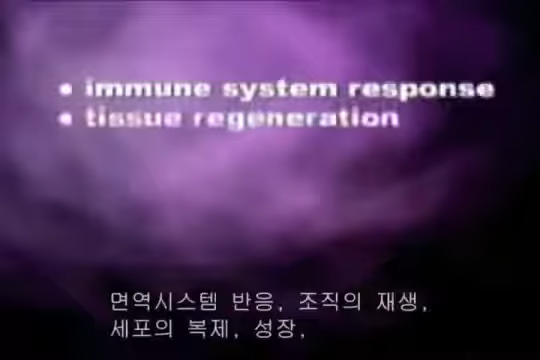 • immune system response
• tissue regeneration
면역시스템 반응, 조직의 재생,
세포의 복제, 성장,